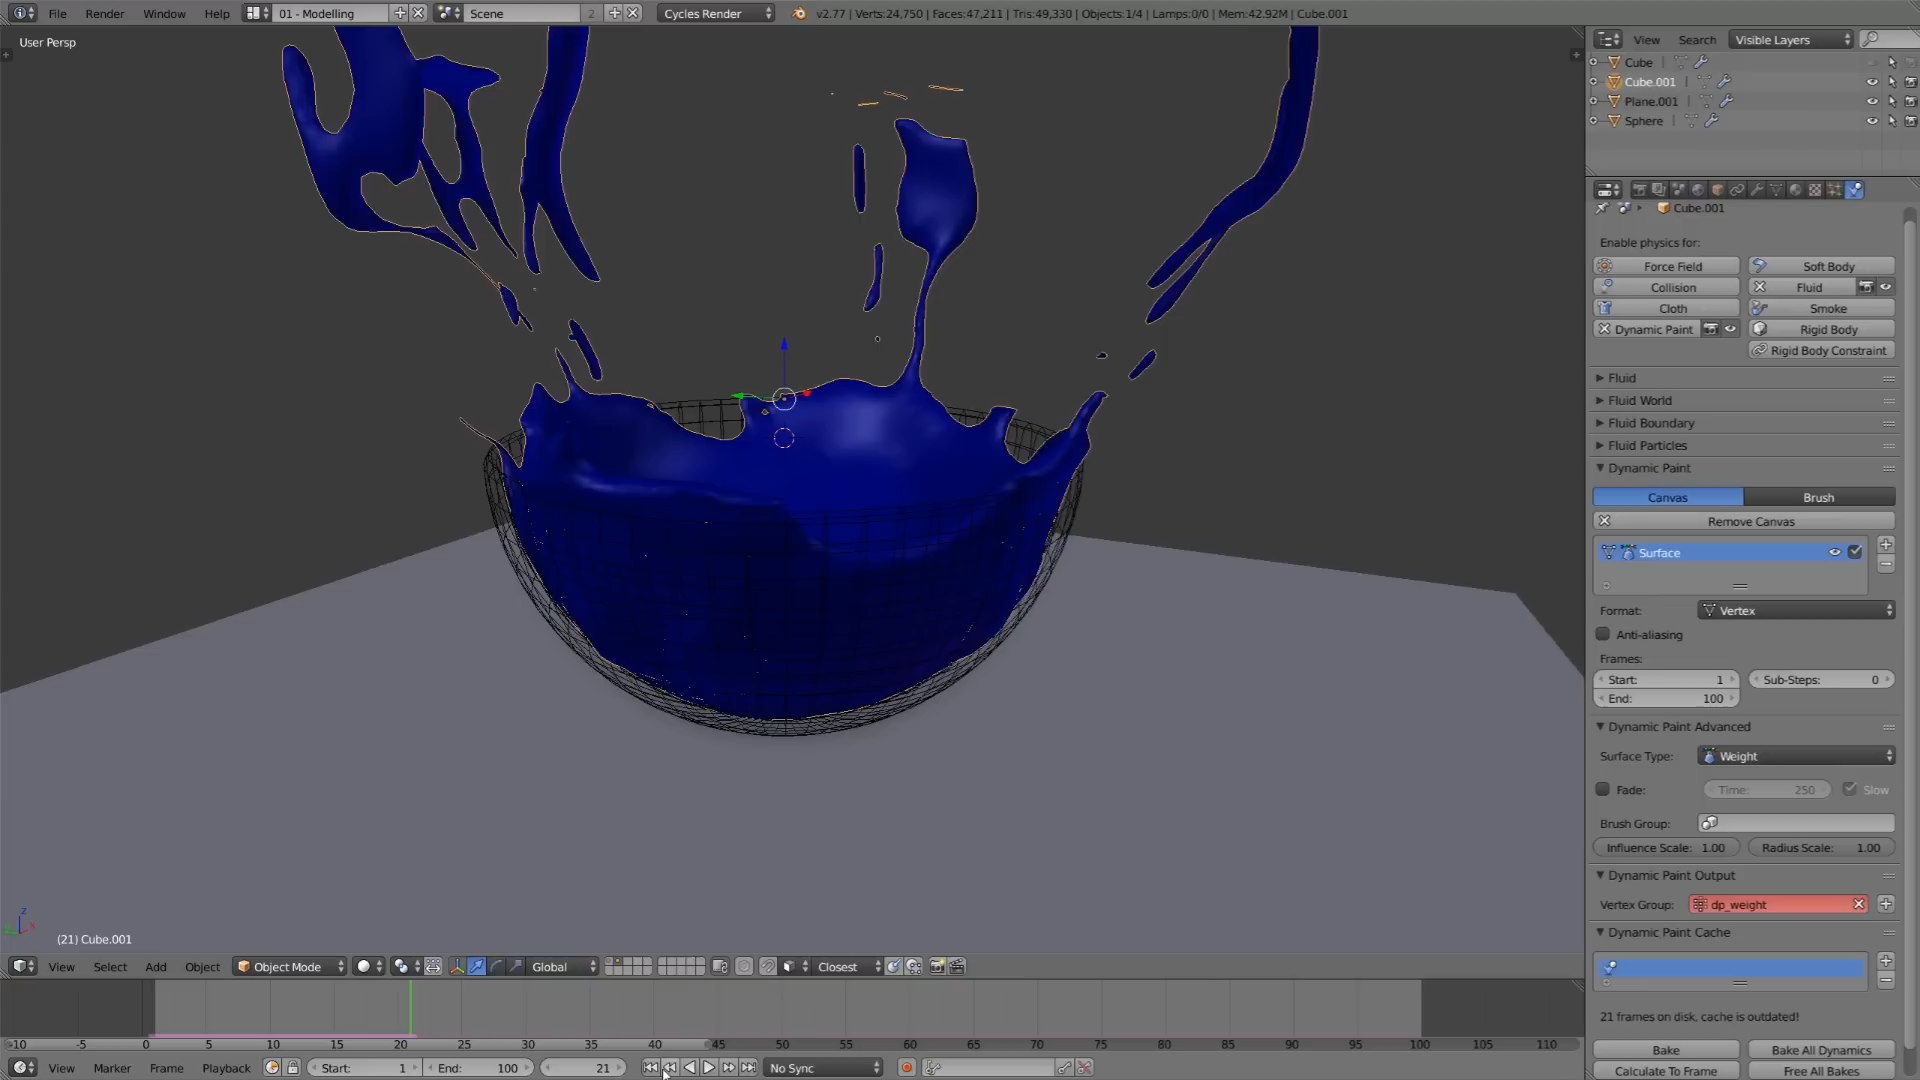 File Render Window Help 01 - Modelling Scene 2 Cycles Render v2.77 | Verts:24,750 | Faces:47,211 | Tris:49,330 | Objects:1/4 | Lamps:0/0 | Mem:42.92M | Cube.001
User Persp
View Search Visible Layers
Cube
Cube.001
Plane.001
Sphere
Cube.001
Enable physics for:
Force Field Soft Body
Collision Fluid
Cloth Smoke
Dynamic Paint Rigid Body
Rigid Body Constraint
Fluid
Fluid World
Fluid Boundary
Fluid Particles
Dynamic Paint
Canvas Brush
Remove Canvas
Surface
Format: Vertex
Anti-aliasing
Frames:
Start: 1 Sub-Steps: 0
End: 100
Dynamic Paint Advanced
Surface Type: Weight
Fade: Time: 250 Slow
Brush Group:
Influence Scale: 1.00 Radius Scale: 1.00
Dynamic Paint Output
Vertex Group: dp_weight
Dynamic Paint Cache
21 frames on disk, cache is outdated!
Bake Bake All Dynamics
Calculate To Frame Free All Bakes
z
x
(21) Cube.001
View Select Add Object Object Mode Global Closest
-10 -5 0 5 10 15 20 25 30 35 40 45 50 55 60 65 70 75 80 85 90 95 100 105 110
View Marker Frame Playback Start: 1 End: 100 21 No Sync